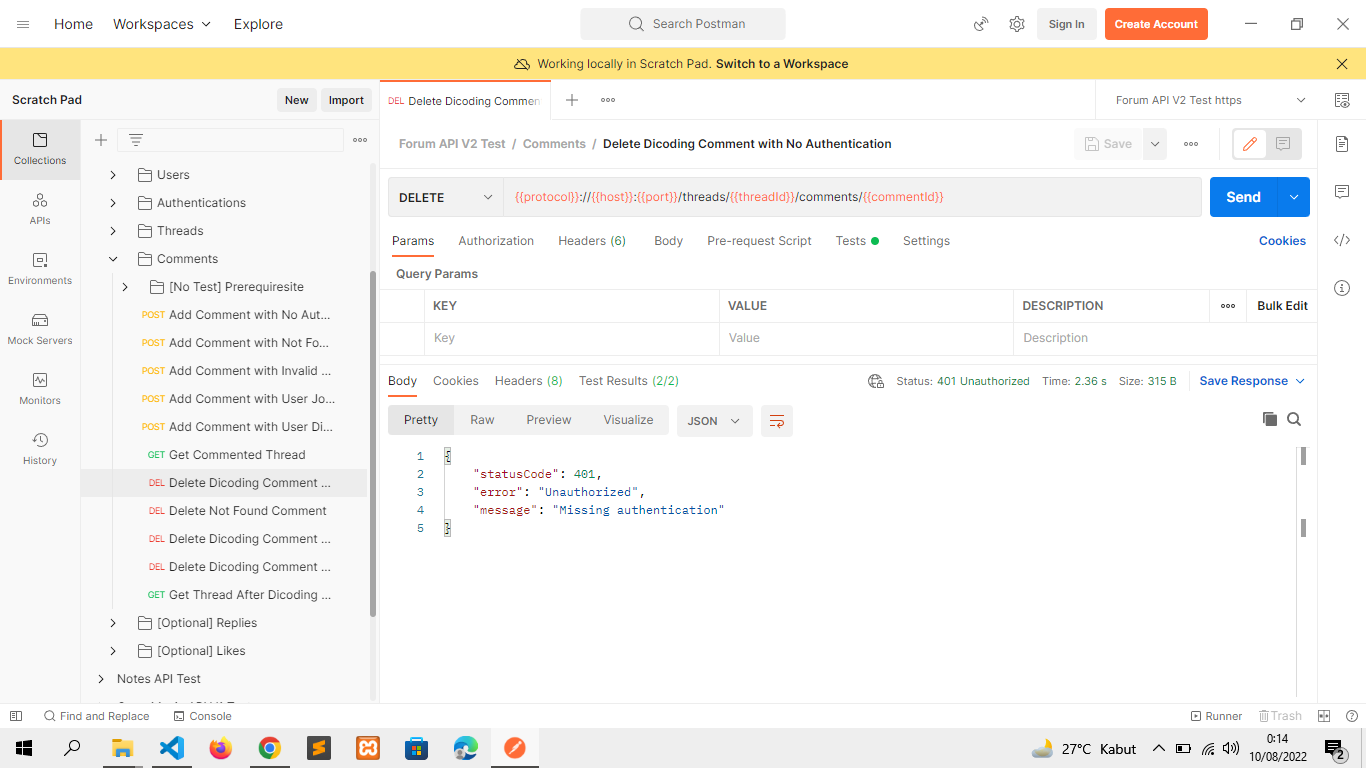 Home Workspaces Explore Search Postman Sign In Create Account
Working locally in Scratch Pad. Switch to a Workspace
Scratch Pad New Import
DEL Delete Dicoding Commen
Forum API V2 Test https
Collections
APIs
Environments
Mock Servers
Monitors
History
Users
Authentications
Threads
Comments
[No Test] Prerequiresite
POST Add Comment with No Aut...
POST Add Comment with Not Fo...
POST Add Comment with Invalid ...
POST Add Comment with User Jo...
POST Add Comment with User Di...
GET Get Commented Thread
DEL Delete Dicoding Comment ...
DEL Delete Not Found Comment
DEL Delete Dicoding Comment ...
DEL Delete Dicoding Comment ...
GET Get Thread After Dicoding ...
[Optional] Replies
[Optional] Likes
Notes API Test
Forum API V2 Test / Comments / Delete Dicoding Comment with No Authentication
Save
DELETE {{protocol}}://{{host}}:{{port}}/threads/{{threadId}}/comments/{{commentId}} Send
Params Authorization Headers (6) Body Pre-request Script Tests Settings Cookies
Query Params
KEY VALUE DESCRIPTION Bulk Edit
Key Value Description
Body Cookies Headers (8) Test Results (2/2) Status: 401 Unauthorized Time: 2.36 s Size: 315 B Save Response
Pretty Raw Preview Visualize JSON
1 {
2 "statusCode": 401,
3 "error": "Unauthorized",
4 "message": "Missing authentication"
5 }
Find and Replace Console Runner Trash
27°C Kabut 0:14
10/08/2022 2